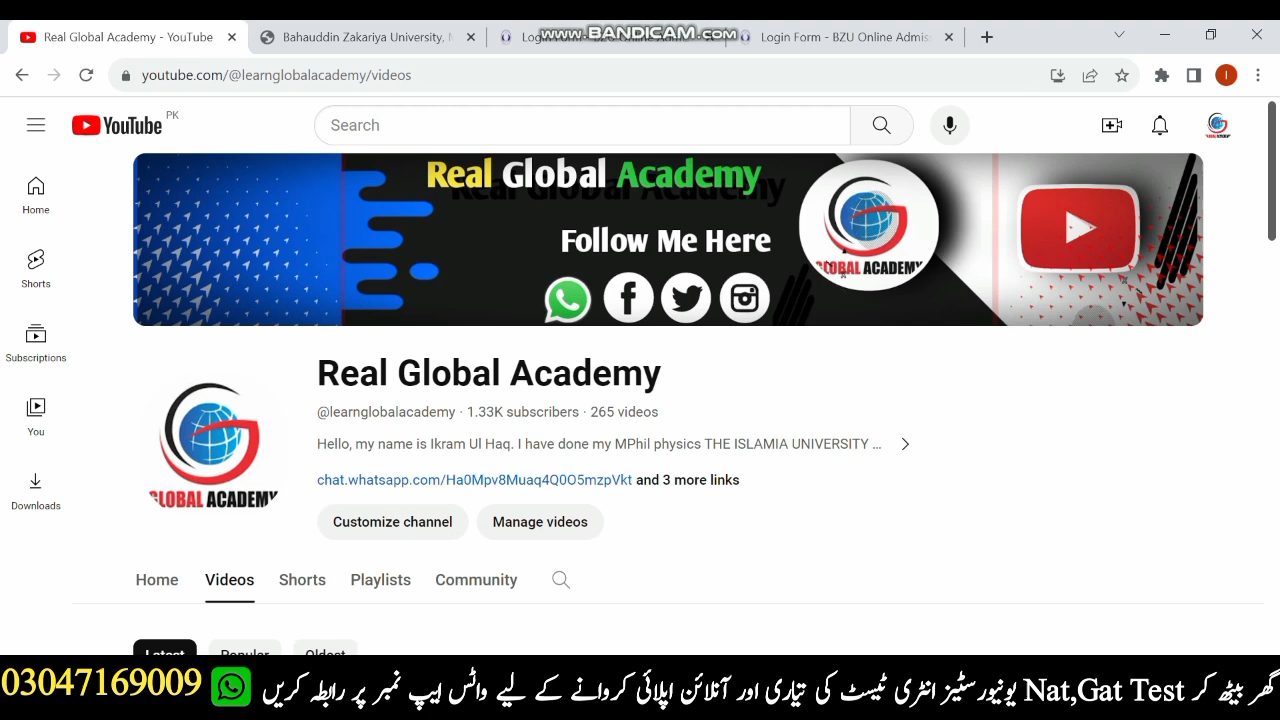 www.BANDICAM.com
Real Global Academy - YouTube
Bahauddin Zakariya University.
Login Form - BZU Online Admis
youtube.com/@learnglobalacademy/videos
YouTube PK
Search
Real Global Academy
Follow Me Here
GLOBAL ACADEMY
Home
Shorts
Subscriptions
You
Downloads
Real Global Academy
@learnglobalacademy · 1.33K subscribers · 265 videos
Hello, my name is Ikram Ul Haq. I have done my MPhil physics THE ISLAMIA UNIVERSITY ...
chat.whatsapp.com/Ha0Mpv8Muaq4Q0O5mzpVkt and 3 more links
GLOBAL ACADEMY
Customize channel
Manage videos
Home Videos Shorts Playlists Community
Latest Popular Oldest
گھر بیٹھ کر Nat,Gat Test یونیورسٹیز انٹری ٹیسٹ کی تیاری اور آنلائن اپلائی کروانے کے لیے واٹس ایپ نمبر پر رابطہ کریں 03047169009